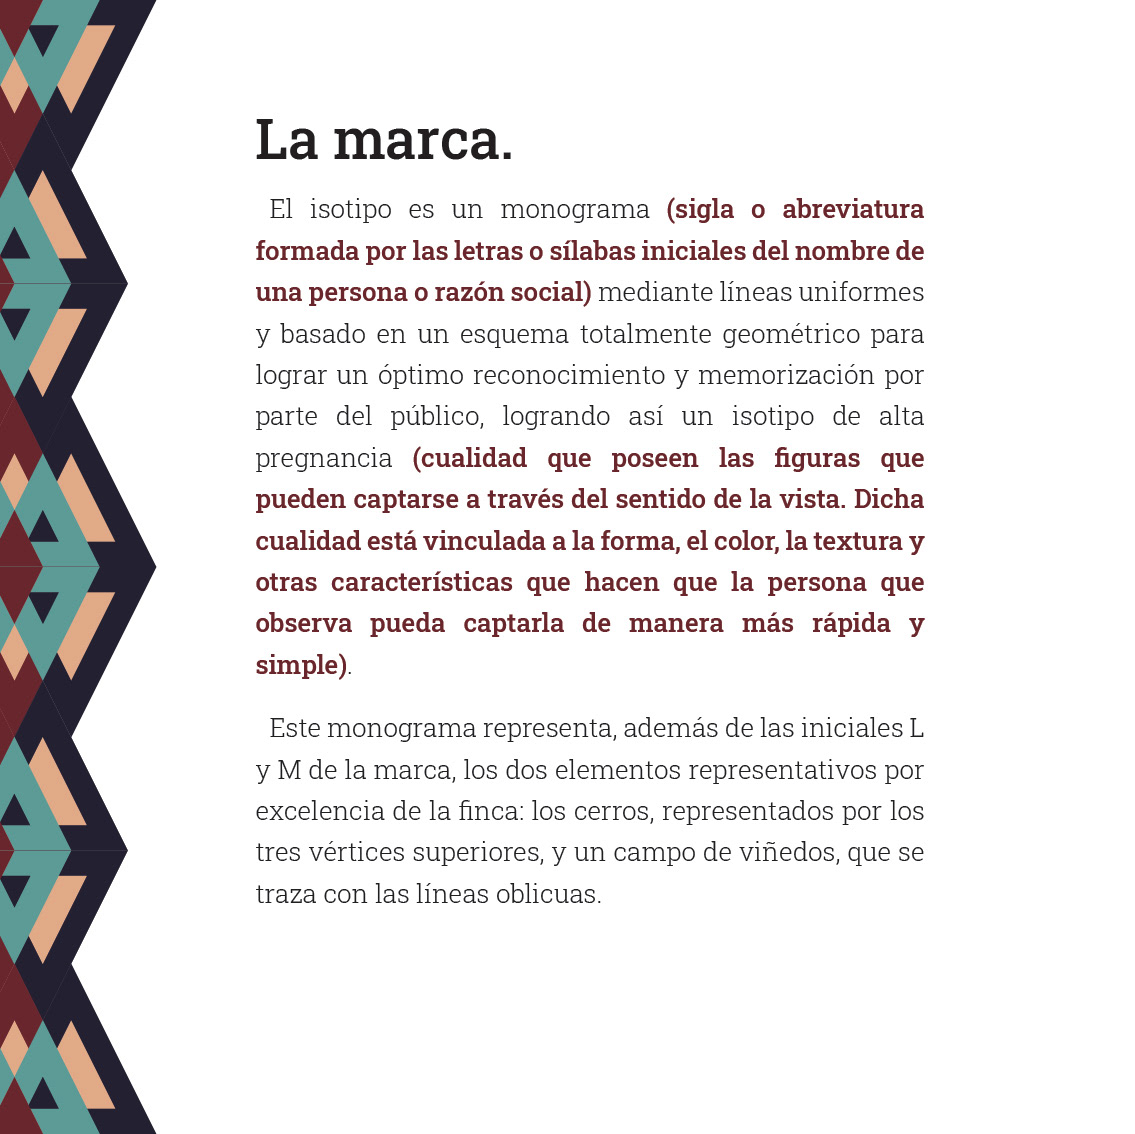 La marca.
El isotipo es un monograma (sigla o abreviatura
formada por las letras o sílabas iniciales del nombre de
una persona o razón social) mediante líneas uniformes
y basado en un esquema totalmente geométrico para
lograr un óptimo reconocimiento y memorización por
parte del público, logrando así un isotipo de alta
pregnancia (cualidad que poseen las figuras que
pueden captarse a través del sentido de la vista. Dicha
cualidad está vinculada a la forma, el color, la textura y
otras características que hacen que la persona que
observa pueda captarla de manera más rápida y
simple).
Este monograma representa, además de las iniciales L
y M de la marca, los dos elementos representativos por
excelencia de la finca: los cerros, representados por los
tres vértices superiores, y un campo de viñedos, que se
traza con las líneas oblicuas.